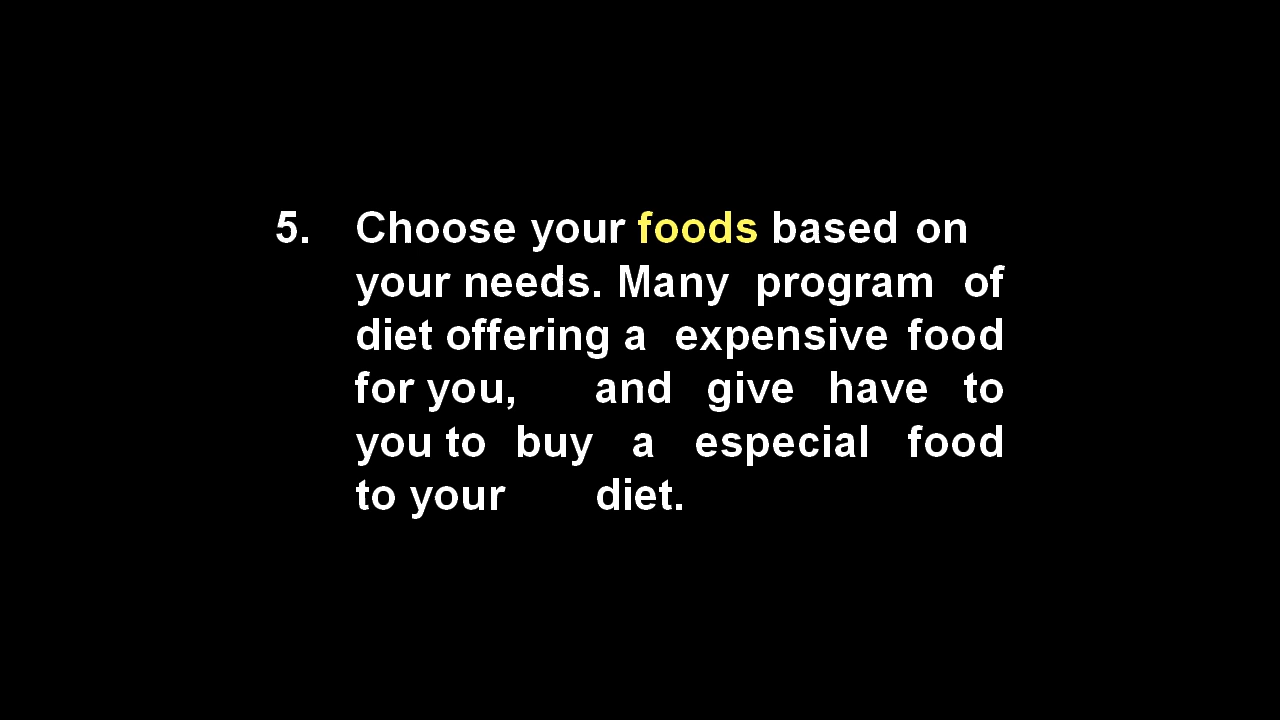 5. Choose your foods based on
your needs. Many program of
diet offering a expensive food
for you, and give have to
you to buy a especial food
to your diet.